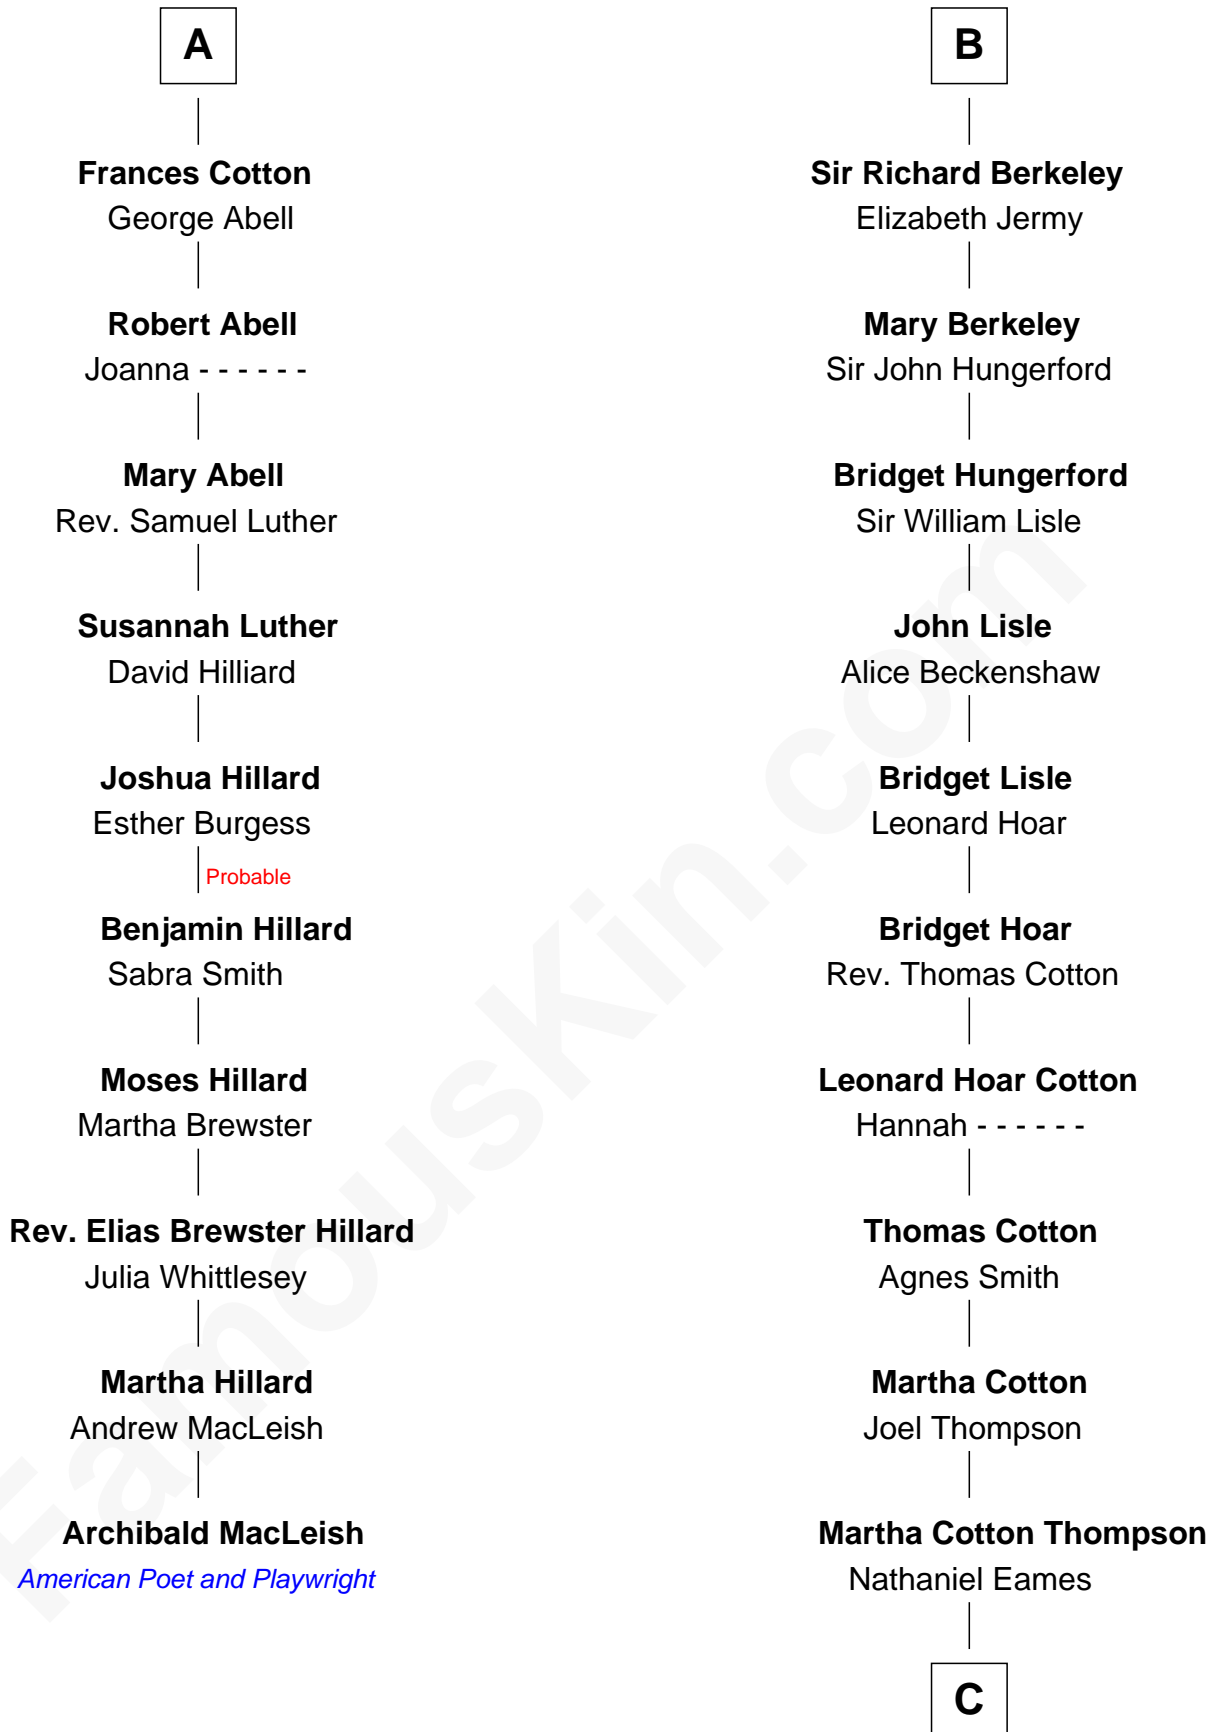 A
Frances Cotton
George Abell
Robert Abell
Joanna - - - - - -
Mary Abell
Rev. Samuel Luther
Susannah Luther
David Hilliard
Joshua Hillard
Esther Burgess
Probable
Benjamin Hillard
Sabra Smith
Moses Hillard
Martha Brewster
Rev. Elias Brewster Hillard
Julia Whittlesey
Martha Hillard
Andrew MacLeish
Archibald MacLeish
American Poet and Playwright
B
Sir Richard Berkeley
Elizabeth Jermy
Mary Berkeley
Sir John Hungerford
Bridget Hungerford
Sir William Lisle
John Lisle
Alice Beckenshaw
Bridget Lisle
Leonard Hoar
Bridget Hoar
Rev. Thomas Cotton
Leonard Hoar Cotton
Hannah - - - - - -
Thomas Cotton
Agnes Smith
Martha Cotton
Joel Thompson
Martha Cotton Thompson
Nathaniel Eames
C
FamousKin.com